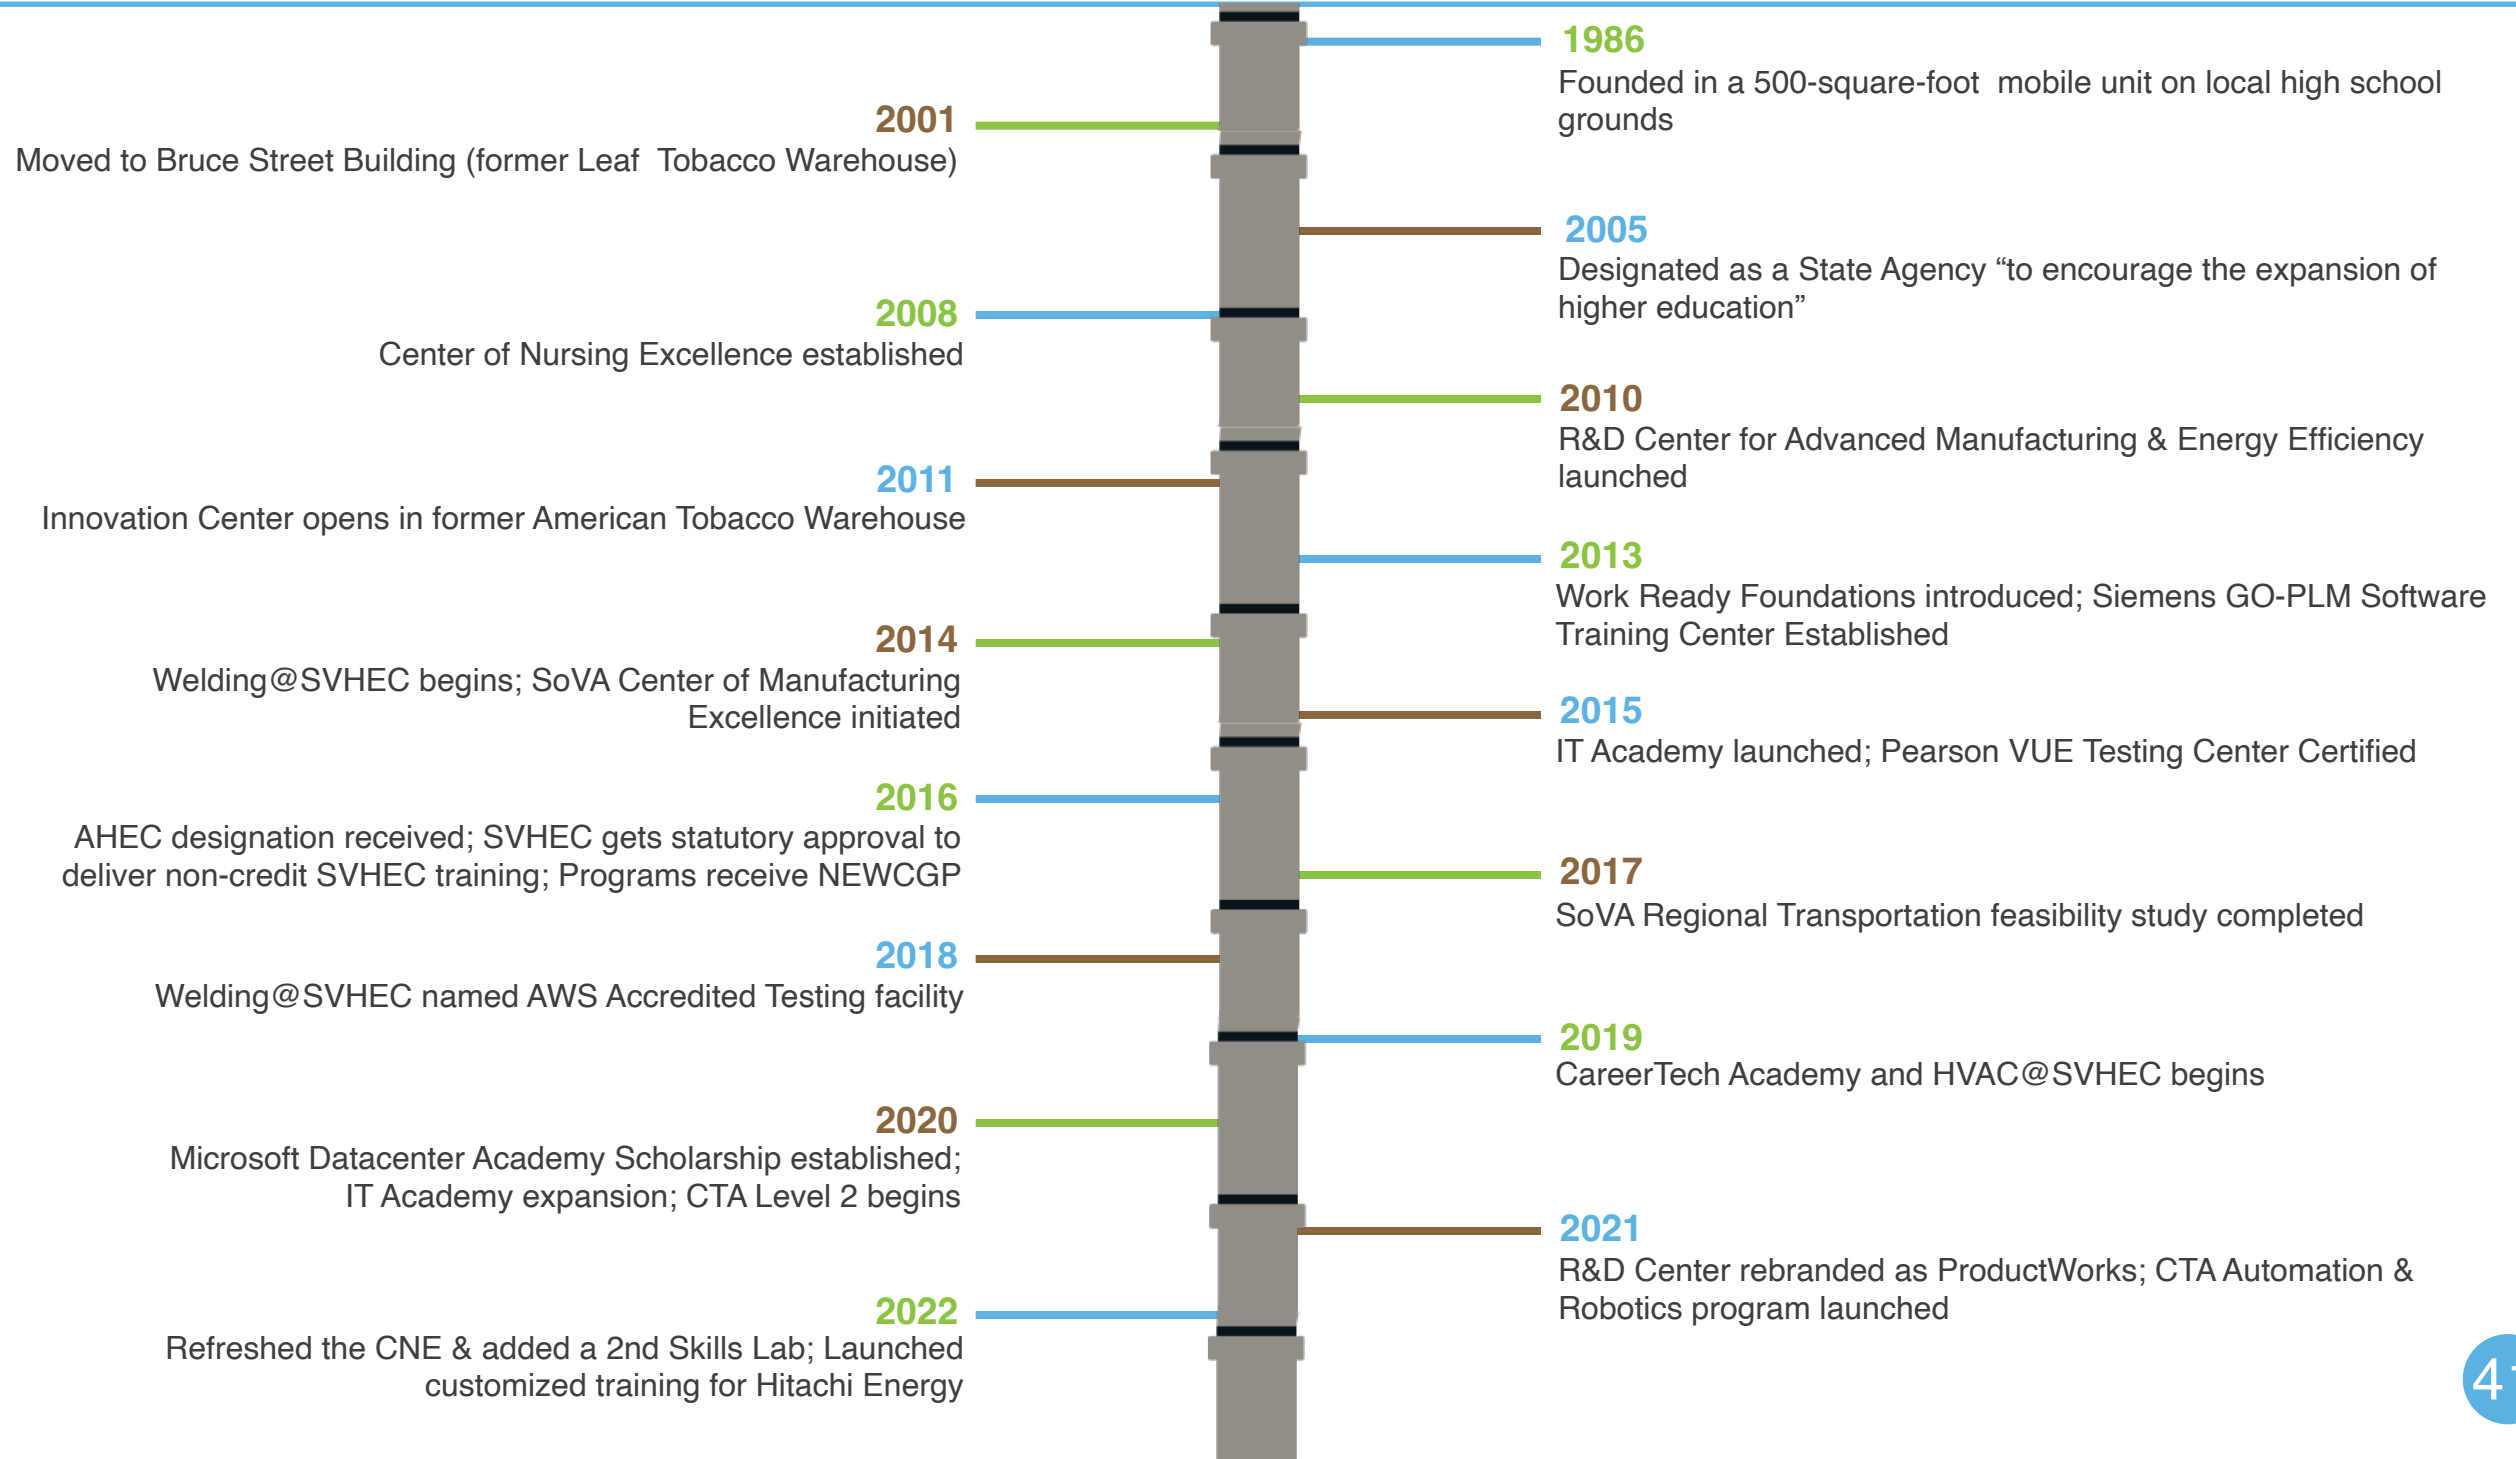 1986
Founded in a 500-square-foot mobile unit on local high school
grounds
2001
Moved to Bruce Street Building (former Leaf Tobacco Warehouse)
2005
Designated as a State Agency “to encourage the expansion of
higher education”
2008
Center of Nursing Excellence established
2010
R&D Center for Advanced Manufacturing & Energy Efficiency
launched
2011
Innovation Center opens in former American Tobacco Warehouse
2013
Work Ready Foundations introduced; Siemens GO-PLM Software
Training Center Established
2014
Welding@SVHEC begins; SoVA Center of Manufacturing
Excellence initiated
2015
IT Academy launched; Pearson VUE Testing Center Certified
2016
AHEC designation received; SVHEC gets statutory approval to
deliver non-credit SVHEC training; Programs receive NEWCGP
2017
SoVA Regional Transportation feasibility study completed
2018
Welding@SVHEC named AWS Accredited Testing facility
2019
CareerTech Academy and HVAC@SVHEC begins
2020
Microsoft Datacenter Academy Scholarship established;
IT Academy expansion; CTA Level 2 begins
2021
R&D Center rebranded as ProductWorks; CTA Automation &
Robotics program launched
2022
Refreshed the CNE & added a 2nd Skills Lab; Launched
customized training for Hitachi Energy